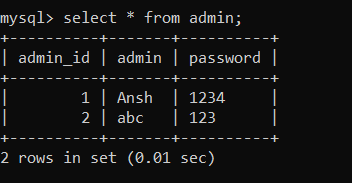 mysql> select * from admin;
+----------+-------+----------+
| admin_id | admin | password |
+----------+-------+----------+
|        1 | Ansh  | 1234     |
|        2 | abc   | 123      |
+----------+-------+----------+
2 rows in set (0.01 sec)